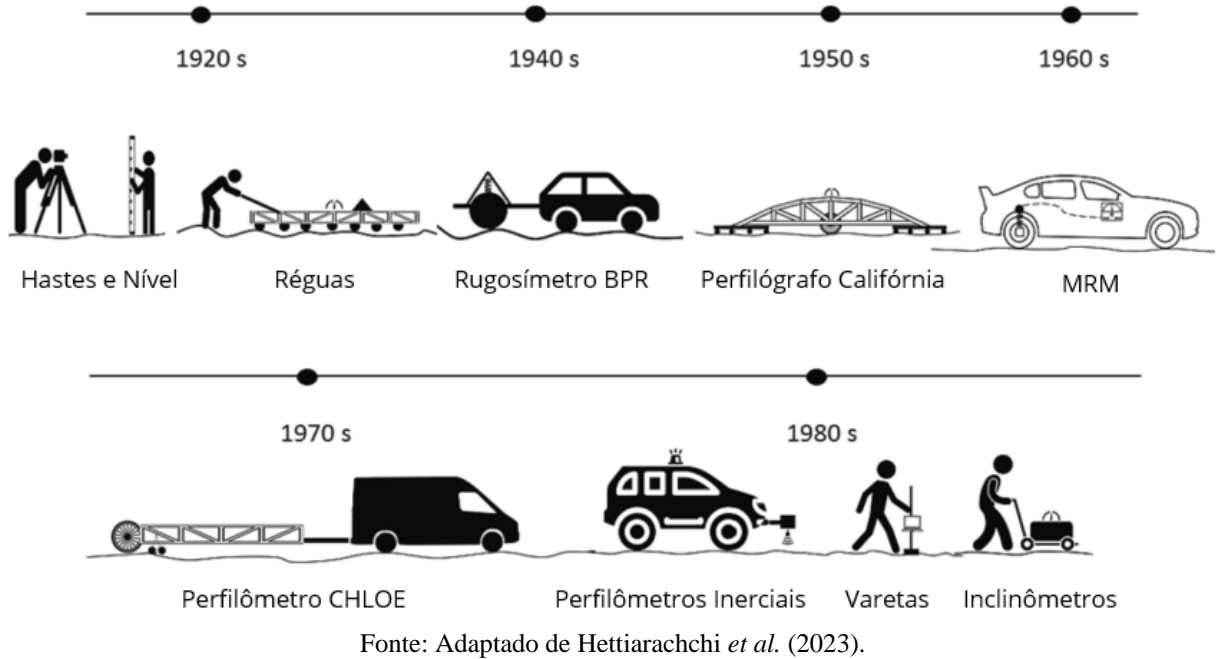 1920 s 1940 s 1950 s 1960 s
Hastes e Nível Réguas Rugosímetro BPR Perfilógrafo Califórnia MRM
1970 s 1980 s
Perfilômetro CHLOE Perfilômetros Inerciais Varetas Inclinômetros
Fonte: Adaptado de Hettiarachchi et al. (2023).